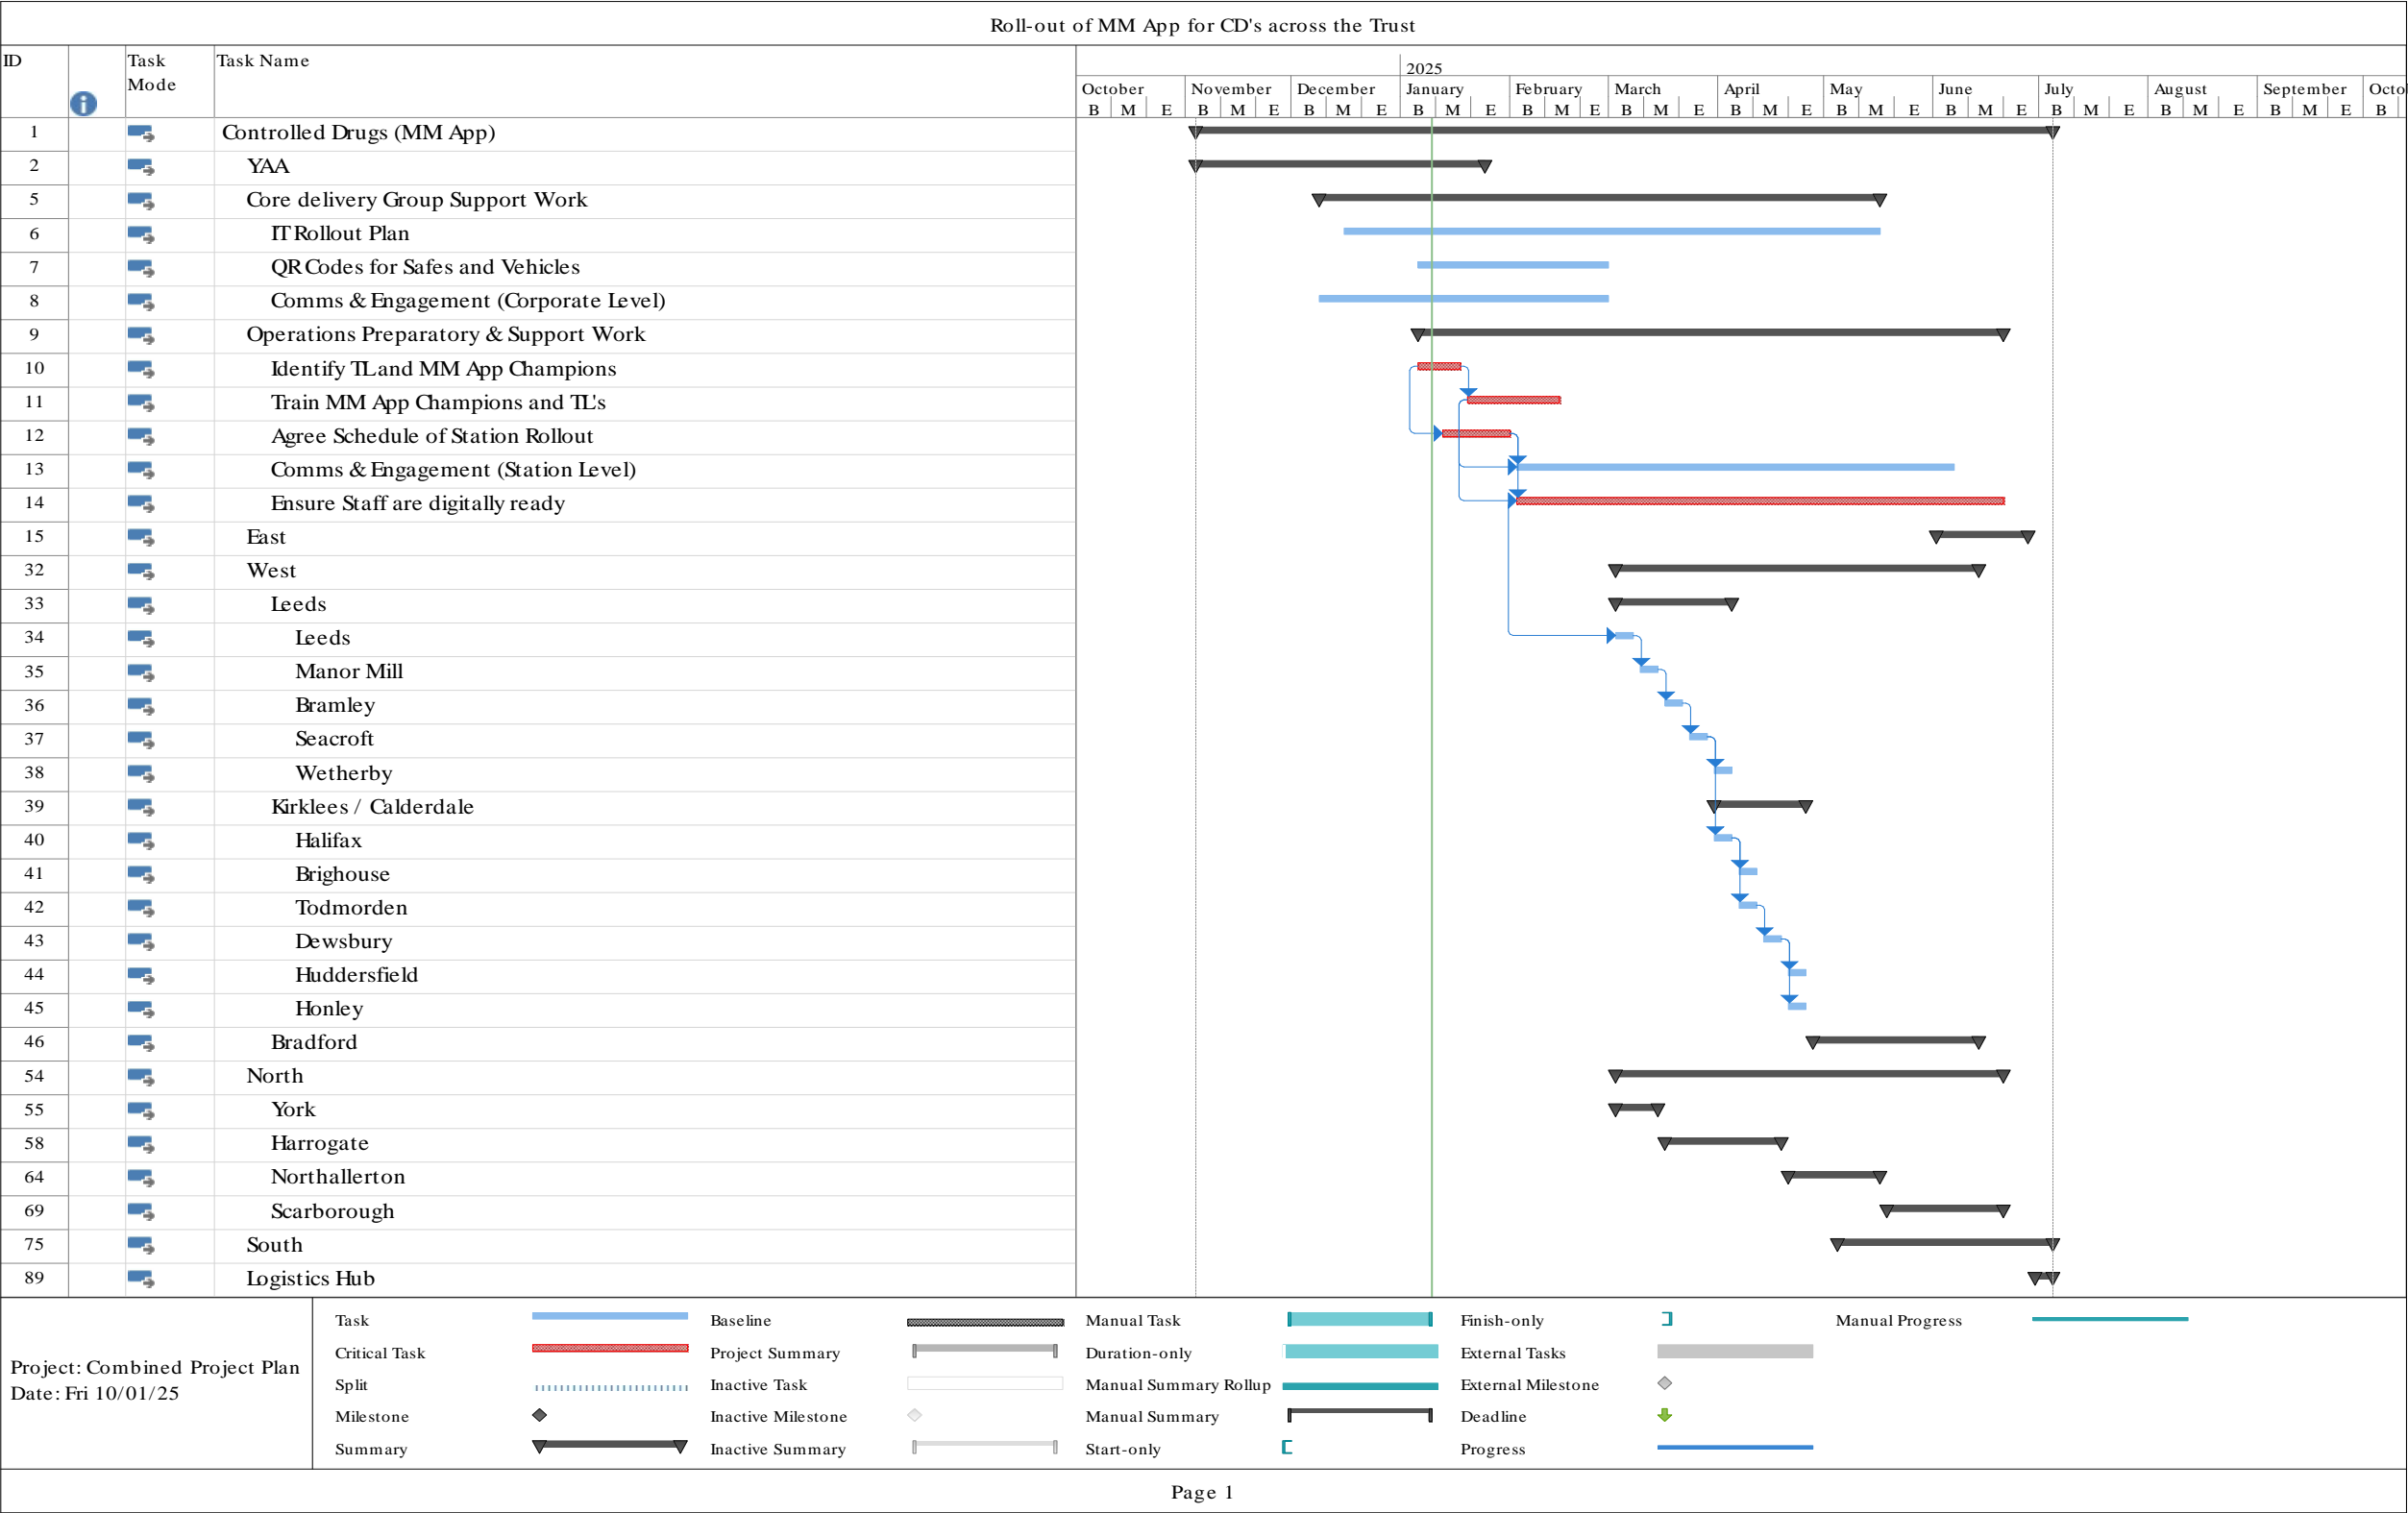 Roll-out of MM App for CD's across the Trust
ID Task Mode Task Name
2025
October November December January February March April May June July August September Octo
B M E B M E B M E B M E B M E B M E B M E B M E B M E B M E B M E B M E B
1 Controlled Drugs (MM App)
2 YAA
5 Core delivery Group Support Work
6 IT Rollout Plan
7 QR Codes for Safes and Vehicles
8 Comms & Engagement (Corporate Level)
9 Operations Preparatory & Support Work
10 Identify TL and MM App Champions
11 Train MM App Champions and TL's
12 Agree Schedule of Station Rollout
13 Comms & Engagement (Station Level)
14 Ensure Staff are digitally ready
15 East
32 West
33 Leeds
34 Leeds
35 Manor Mill
36 Bramley
37 Seacroft
38 Wetherby
39 Kirklees / Calderdale
40 Halifax
41 Brighouse
42 Todmorden
43 Dewsbury
44 Huddersfield
45 Honley
46 Bradford
54 North
55 York
58 Harrogate
64 Northallerton
69 Scarborough
75 South
89 Logistics Hub
Project: Combined Project Plan
Date: Fri 10/01/25
Task Baseline Manual Task Finish-only Manual Progress
Critical Task Project Summary Duration-only External Tasks
Split Inactive Task Manual Summary Rollup External Milestone
Milestone Inactive Milestone Manual Summary Deadline
Summary Inactive Summary Start-only Progress
Page 1